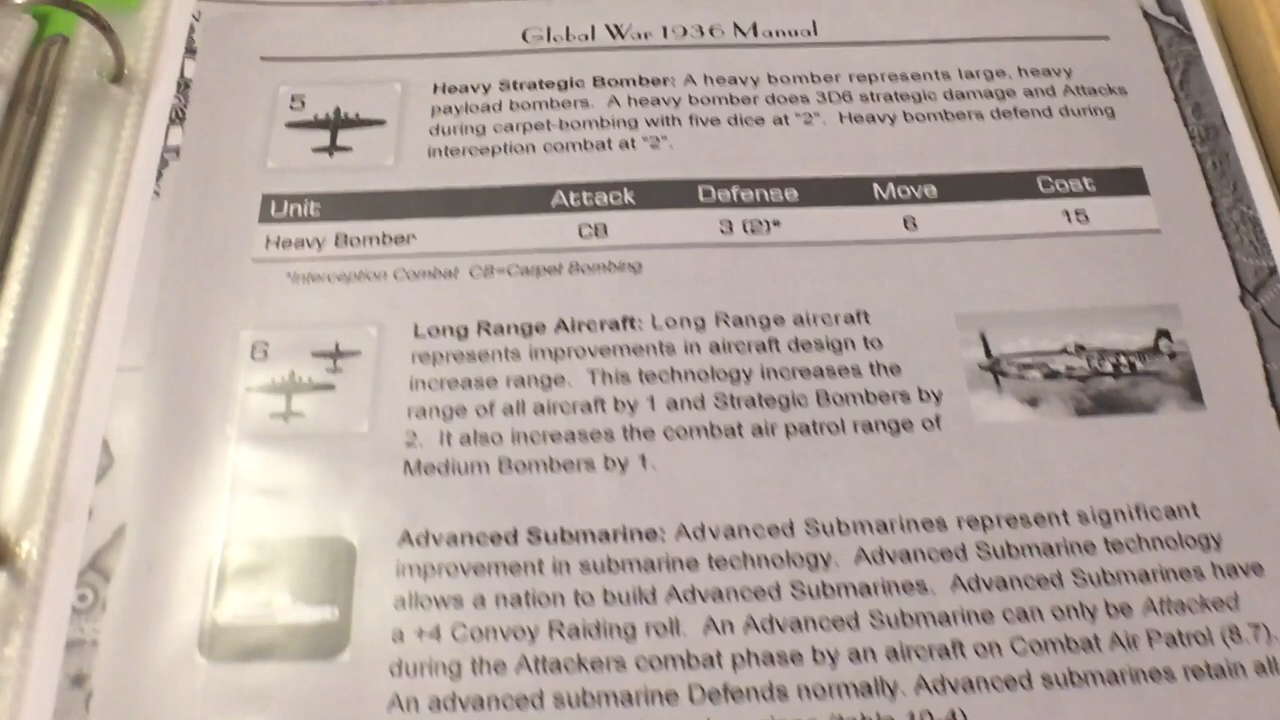 Global War 1936 Manual
5
Heavy Strategic Bomber: A heavy bomber represents large, heavy
payload bombers. A heavy bomber does 3D6 strategic damage and Attacks
during carpet-bombing with five dice at "2". Heavy bombers defend during
interception combat at "2".
Unit Attack Defense Move Cost
Heavy Bomber CB 3 (2)* 6 15
*Interception Combat CB=Carpet Bombing
6
Long Range Aircraft: Long Range aircraft
represents improvements in aircraft design to
increase range. This technology increases the
range of all aircraft by 1 and Strategic Bombers by
2. It also increases the combat air patrol range of
Medium Bombers by 1.
Advanced Submarine: Advanced Submarines represent significant
improvement in submarine technology. Advanced Submarine technology
allows a nation to build Advanced Submarines. Advanced Submarines have
a +4 Convoy Raiding roll. An Advanced Submarine can only be Attacked
during the Attackers combat phase by an aircraft on Combat Air Patrol (8.7).
An advanced submarine Defends normally. Advanced submarines retain all
(table 10-4)